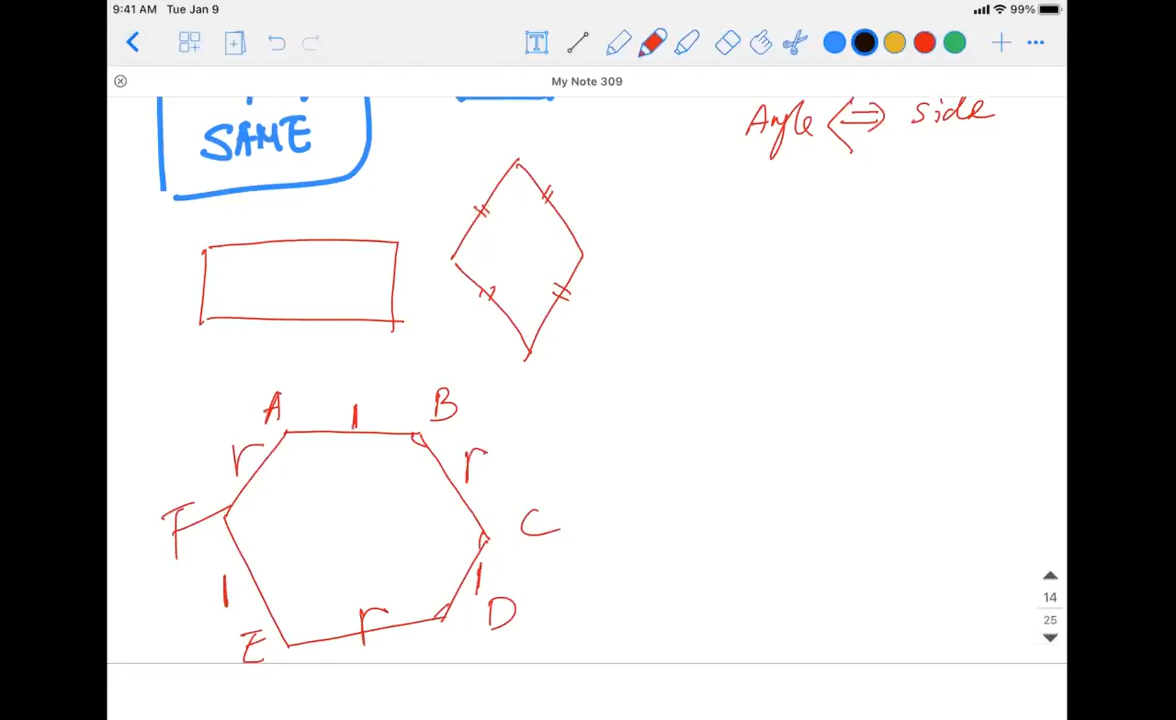 9:41 AM Tue Jan 9
99%
T
My Note 309
SAME
Angle ⇔ side
A
1
B
r
r
F
C
1
1
r
D
E
14
25